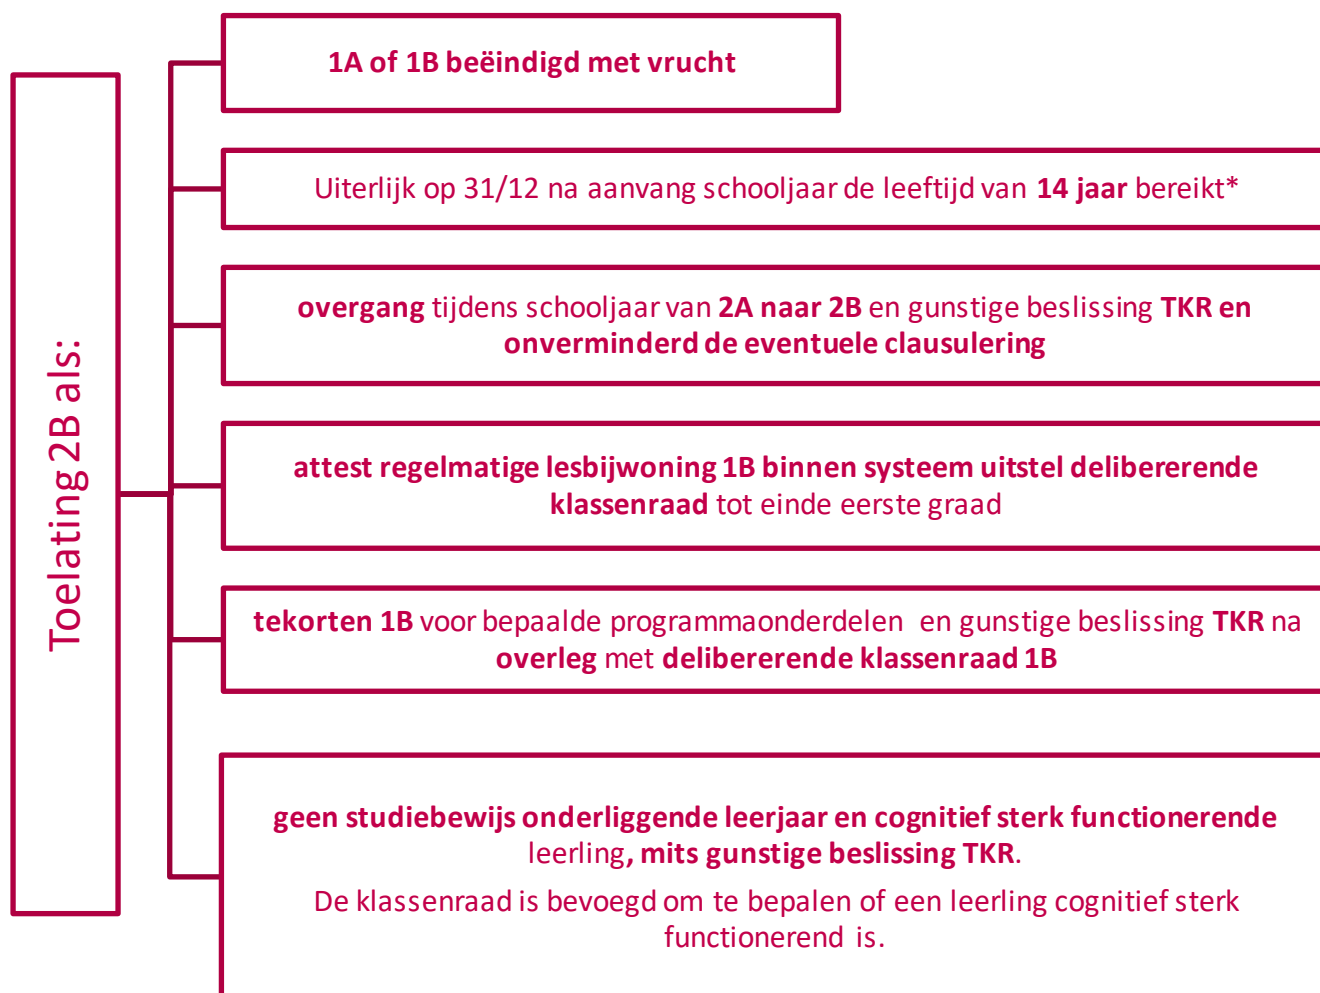 Toelating 2B als:
1A of 1B beëindigd met vrucht
Uiterlijk op 31/12 na aanvang schooljaar de leeftijd van 14 jaar bereikt*
overgang tijdens schooljaar van 2A naar 2B en gunstige beslissing TKR en
onverminderd de eventuele clausulering
attest regelmatige lesbijwoning 1B binnen systeem uitstel delibererende
klassenraad tot einde eerste graad
tekorten 1B voor bepaalde programmaonderdelen en gunstige beslissing TKR na
overleg met delibererende klassenraad 1B
geen studiebewijs onderliggende leerjaar en cognitief sterk functionerende
leerling, mits gunstige beslissing TKR.
De klassenraad is bevoegd om te bepalen of een leerling cognitief sterk
functionerend is.